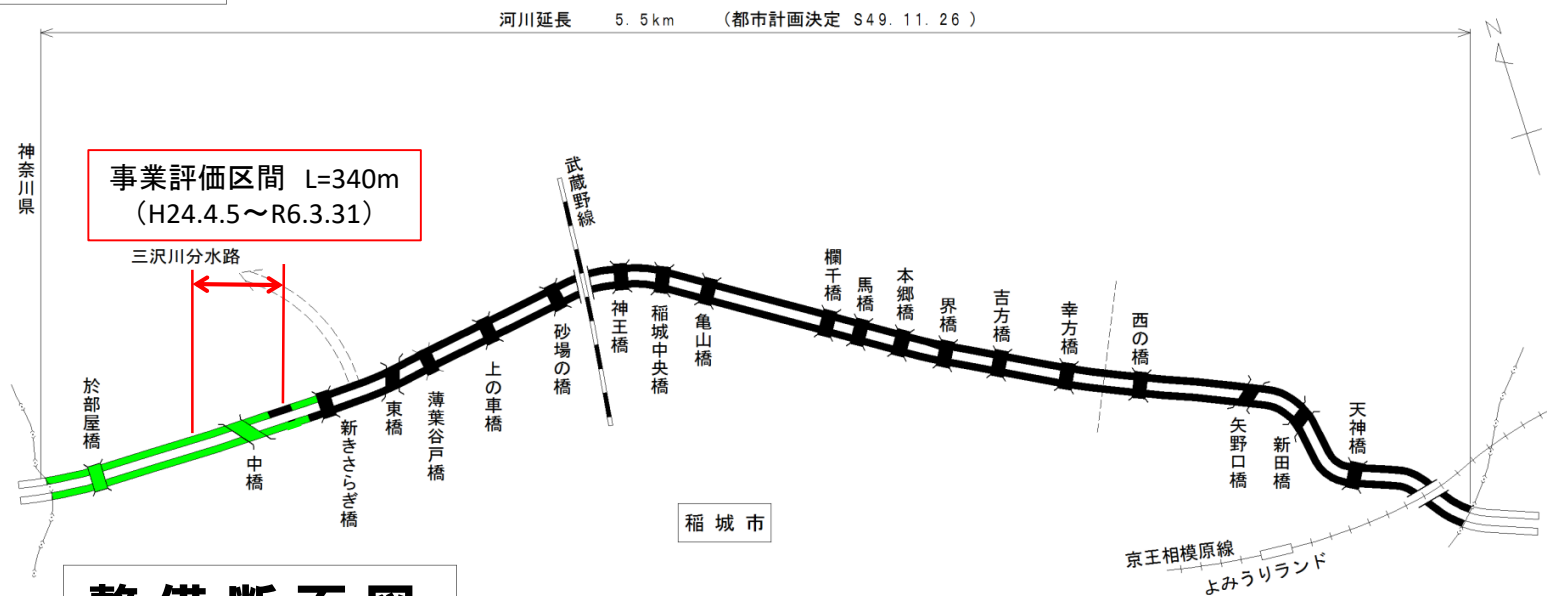 河川延長 5.5km （都市計画決定 S49.11.26）
N
神奈川県
事業評価区間 L=340m
（H24.4.5～R6.3.31）
三沢川分水路
武蔵野線
於部屋橋
中橋
新きさらぎ橋
東橋
薄葉谷戸橋
上の車橋
砂場の橋
神王橋
稲城中央橋
亀山橋
欄干橋
馬橋
本郷橋
界橋
吉方橋
幸方橋
西の橋
矢野口橋
新田橋
天神橋
稲城市
京王相模原線
よみうりランド
整備断面図